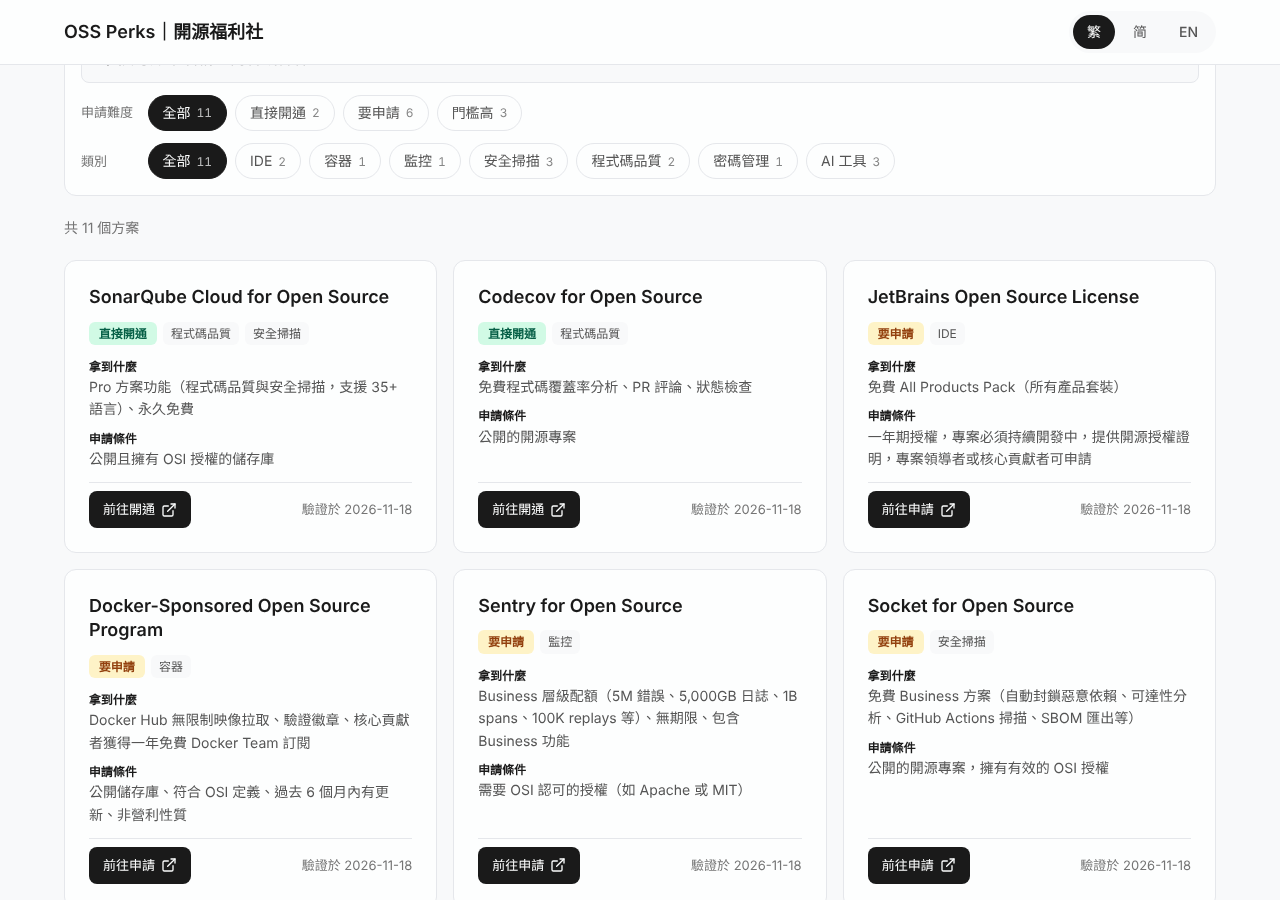 OSS Perks｜開源福利社
繁 简 EN
申請難度 全部 11 直接開通 2 要申請 6 門檻高 3
類別 全部 11 IDE 2 容器 1 監控 1 安全掃描 3 程式碼品質 2 密碼管理 1 AI 工具 3
共 11 個方案
SonarQube Cloud for Open Source
直接開通 程式碼品質 安全掃描
拿到什麼
Pro 方案功能（程式碼品質與安全掃描，支援 35+
語言）、永久免費
申請條件
公開且擁有 OSI 授權的儲存庫
前往開通 驗證於 2026-11-18
Codecov for Open Source
直接開通 程式碼品質
拿到什麼
免費程式碼覆蓋率分析、PR 評論、狀態檢查
申請條件
公開的開源專案
前往開通 驗證於 2026-11-18
JetBrains Open Source License
要申請 IDE
拿到什麼
免費 All Products Pack（所有產品套裝）
申請條件
一年期授權，專案必須持續開發中，提供開源授權證
明，專案領導者或核心貢獻者可申請
前往申請 驗證於 2026-11-18
Docker-Sponsored Open Source
Program
要申請 容器
拿到什麼
Docker Hub 無限制映像拉取、驗證徽章、核心貢獻
者獲得一年免費 Docker Team 訂閱
申請條件
公開儲存庫、符合 OSI 定義、過去 6 個月內有更
新、非營利性質
前往申請 驗證於 2026-11-18
Sentry for Open Source
要申請 監控
拿到什麼
Business 層級配額（5M 錯誤、5,000GB 日誌、1B
spans、100K replays 等）、無期限、包含
Business 功能
申請條件
需要 OSI 認可的授權（如 Apache 或 MIT）
前往申請 驗證於 2026-11-18
Socket for Open Source
要申請 安全掃描
拿到什麼
免費 Business 方案（自動封鎖惡意依賴、可達性分
析、GitHub Actions 掃描、SBOM 匯出等）
申請條件
公開的開源專案，擁有有效的 OSI 授權
前往申請 驗證於 2026-11-18